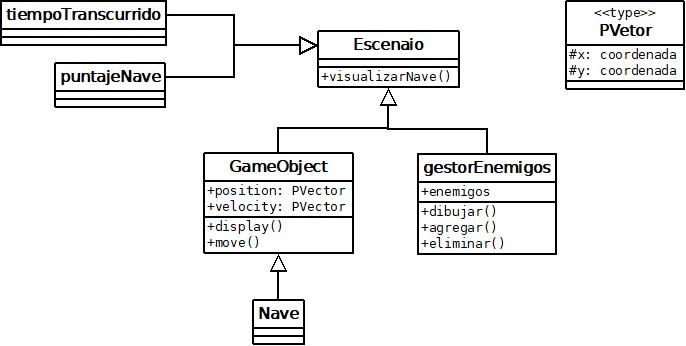 tiempoTranscurrido
puntajeNave
Escenaio
+visualizarNave()
<<type>>
PVetor
#x: coordenada
#y: coordenada
GameObject
+position: PVector
+velocity: PVector
+display()
+move()
gestorEnemigos
+enemigos
+dibujar()
+agregar()
+eliminar()
Nave